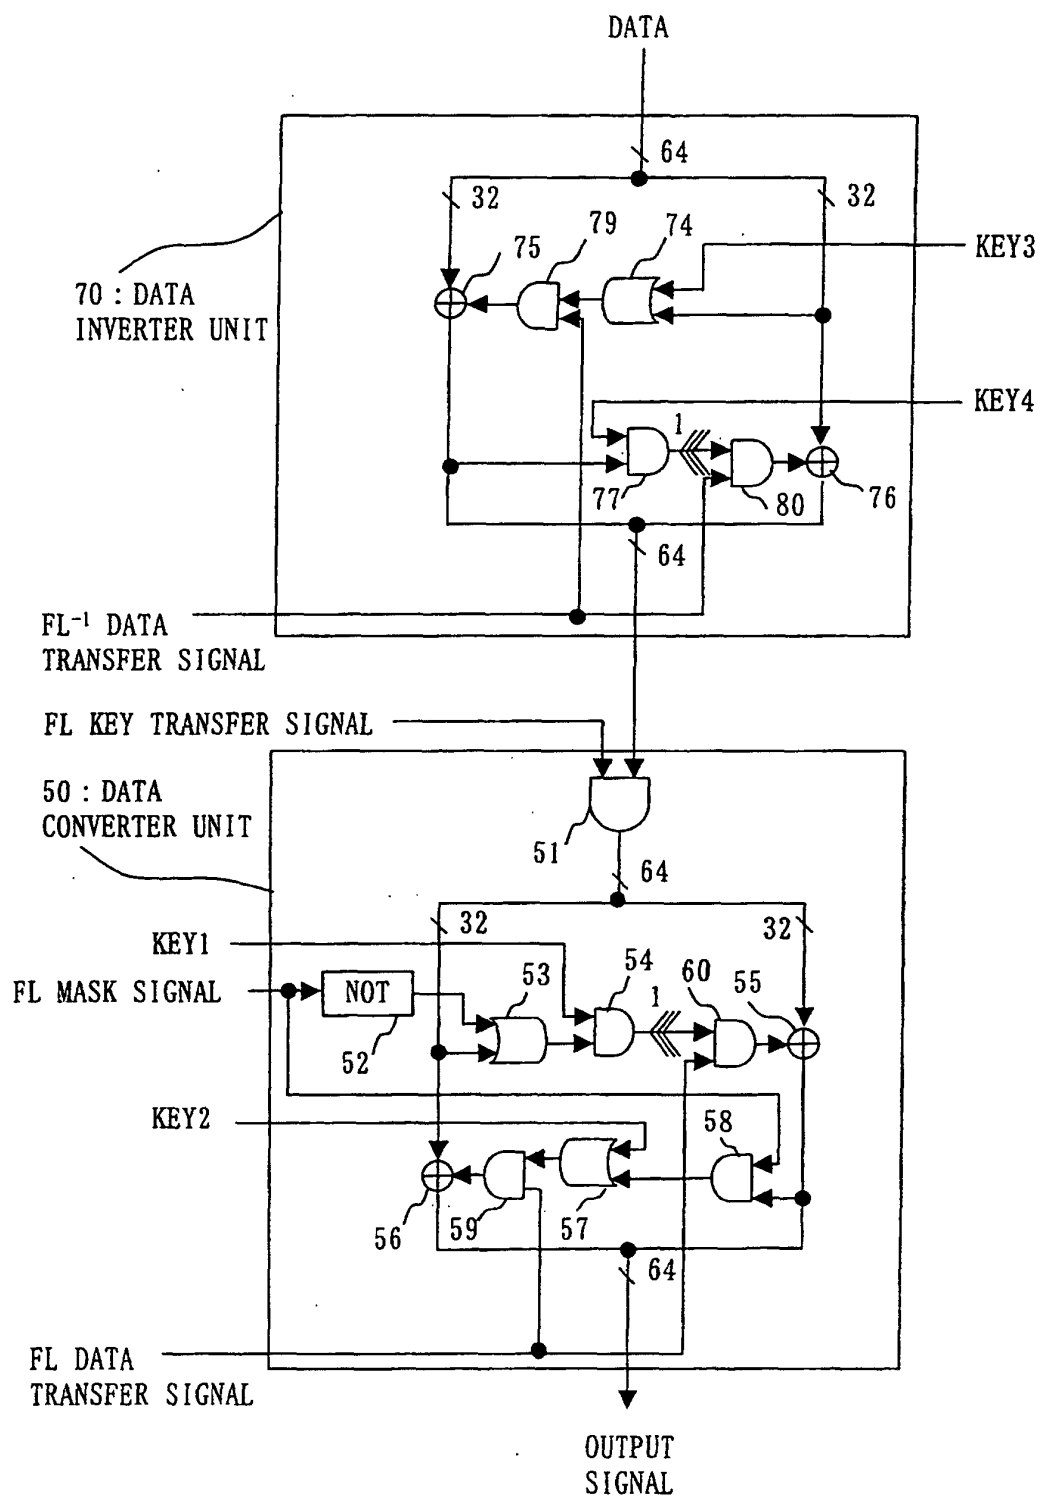 DATA
64
32
32
79
74
75
KEY3
70 : DATA
INVERTER UNIT
KEY4
1
77
80
76
64
FL⁻¹ DATA
TRANSFER SIGNAL
FL KEY TRANSFER SIGNAL
50 : DATA
CONVERTER UNIT
51
64
32
32
KEY1
54
60
55
FL MASK SIGNAL
NOT
53
1
52
KEY2
58
56
59
57
64
FL DATA
TRANSFER SIGNAL
OUTPUT
SIGNAL